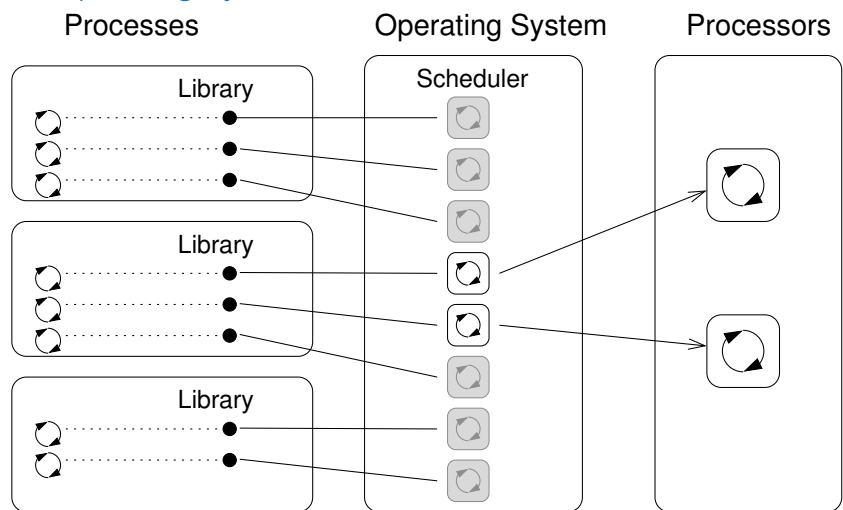 Processes
Operating System
Processors
Library
Scheduler
Library
Library